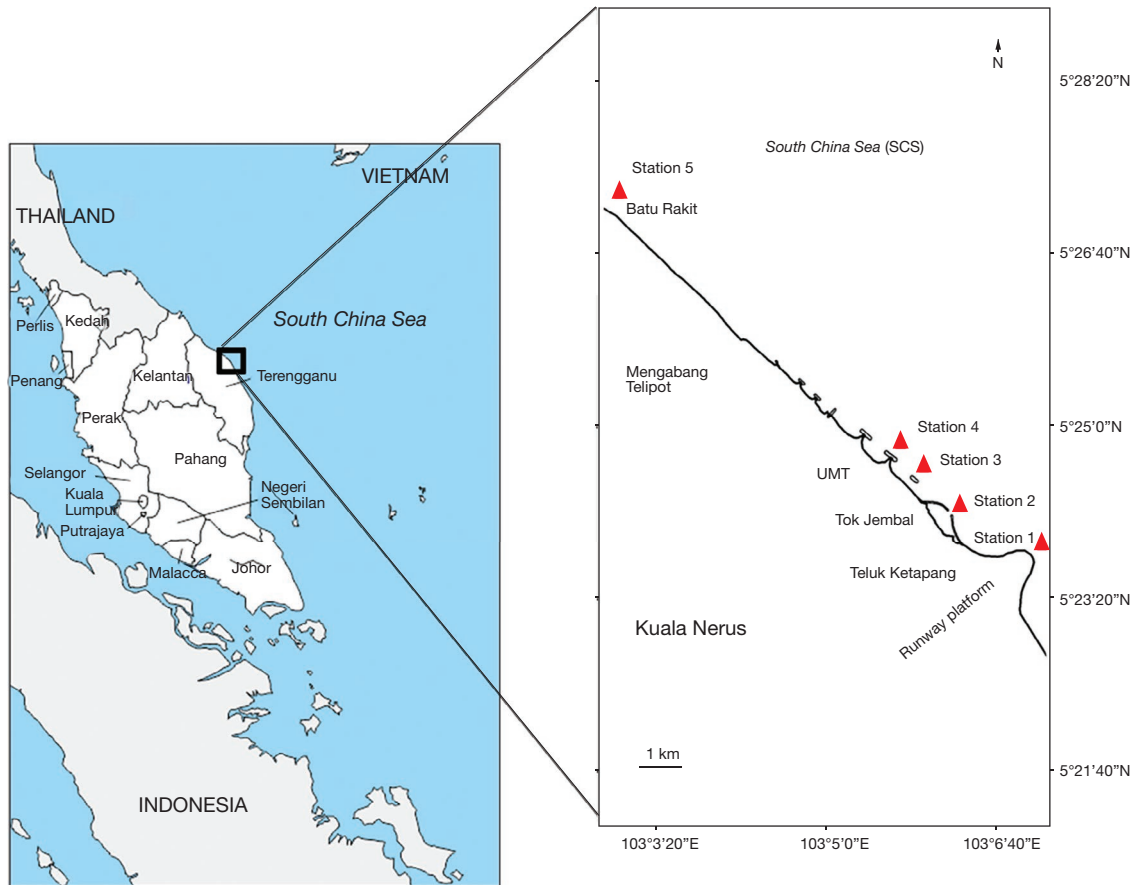 VIETNAM
THAILAND
South China Sea
Perlis
Kedah
Penang
Kelantan
Terengganu
Perak
Pahang
Selangor
Kuala
Lumpur
Negeri
Sembilan
Putrajaya
Malacca
Johor
INDONESIA
N
South China Sea (SCS)
Station 5
Batu Rakit
Mengabang
Telipot
Station 4
Station 3
UMT
Station 2
Tok Jembal
Station 1
Teluk Ketapang
Runway platform
Kuala Nerus
1 km
5°28’20”N
5°26’40”N
5°25’0”N
5°23’20”N
5°21’40”N
103°3’20”E
103°5’0”E
103°6’40”E